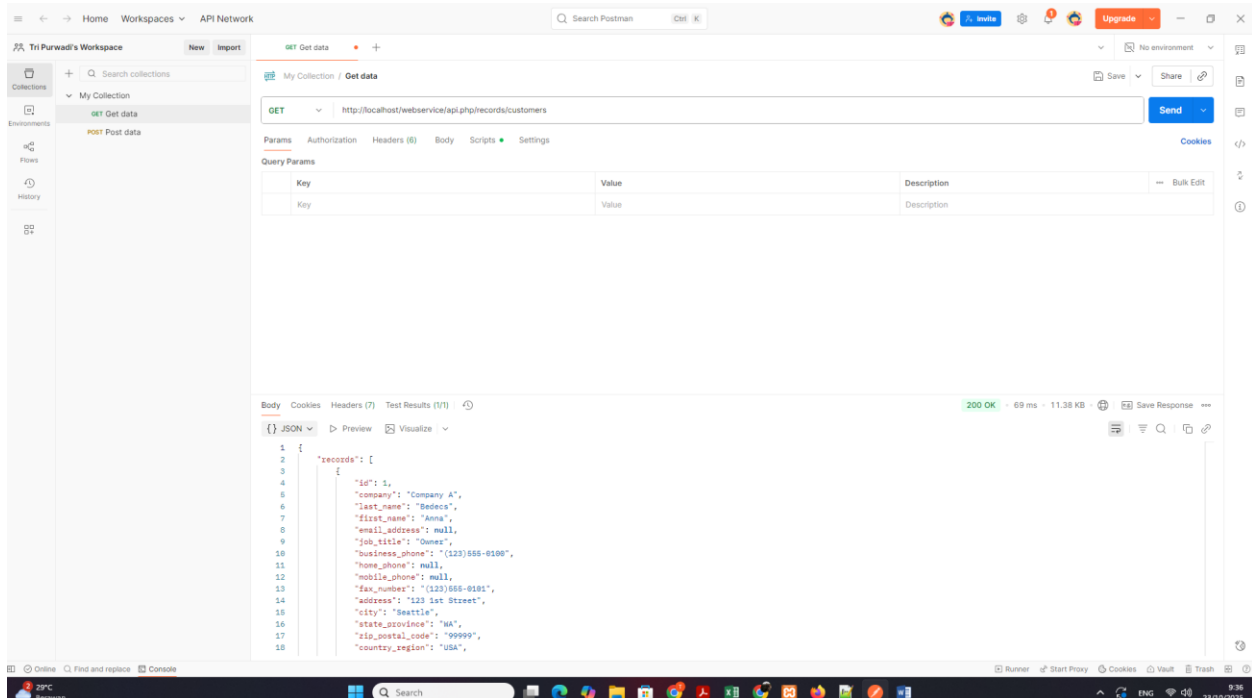 Home Workspaces API Network Search Postman Ctrl K Invite 1 Upgrade
Tri Purwadi's Workspace New Import GET Get data No environment
Collections Search collections My Collection / Get data Save Share
My Collection
GET Get data GET http://localhost/webservice/api.php/records/customers Send
Environments POST Post data
Flows Params Authorization Headers (6) Body Scripts Settings Cookies
Query Params
History Key Value Description Bulk Edit
Key Value Description
Body Cookies Headers (7) Test Results (1/1) 200 OK 69 ms 11.38 KB Save Response
{} JSON Preview Visualize
1 {
2 "records": [
3 {
4 "id": 1,
5 "company": "Company A",
6 "last_name": "Bedecs",
7 "first_name": "Anna",
8 "email_address": null,
9 "job_title": "Owner",
10 "business_phone": "(123)555-0100",
11 "home_phone": null,
12 "mobile_phone": null,
13 "fax_number": "(123)555-0101",
14 "address": "123 1st Street",
15 "city": "Seattle",
16 "state_province": "WA",
17 "zip_postal_code": "99999",
18 "country_region": "USA",
Online Find and replace Console Runner Start Proxy Cookies Vault Trash
2 29°C Search ENG 9:36
Berawan 23/10/2025